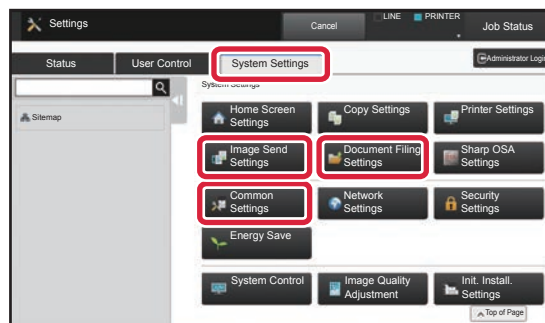 Settings
Cancel
LINE
PRINTER
Job Status
Status
User Control
System Settings
Administrator Login
System Settings
Sitemap
Home Screen
Settings
Copy Settings
Printer Settings
Image Send
Settings
Document Filing
Settings
Sharp OSA
Settings
Common
Settings
Network
Settings
Security
Settings
Energy Save
System Control
Image Quality
Adjustment
Init. Install.
Settings
Top of Page